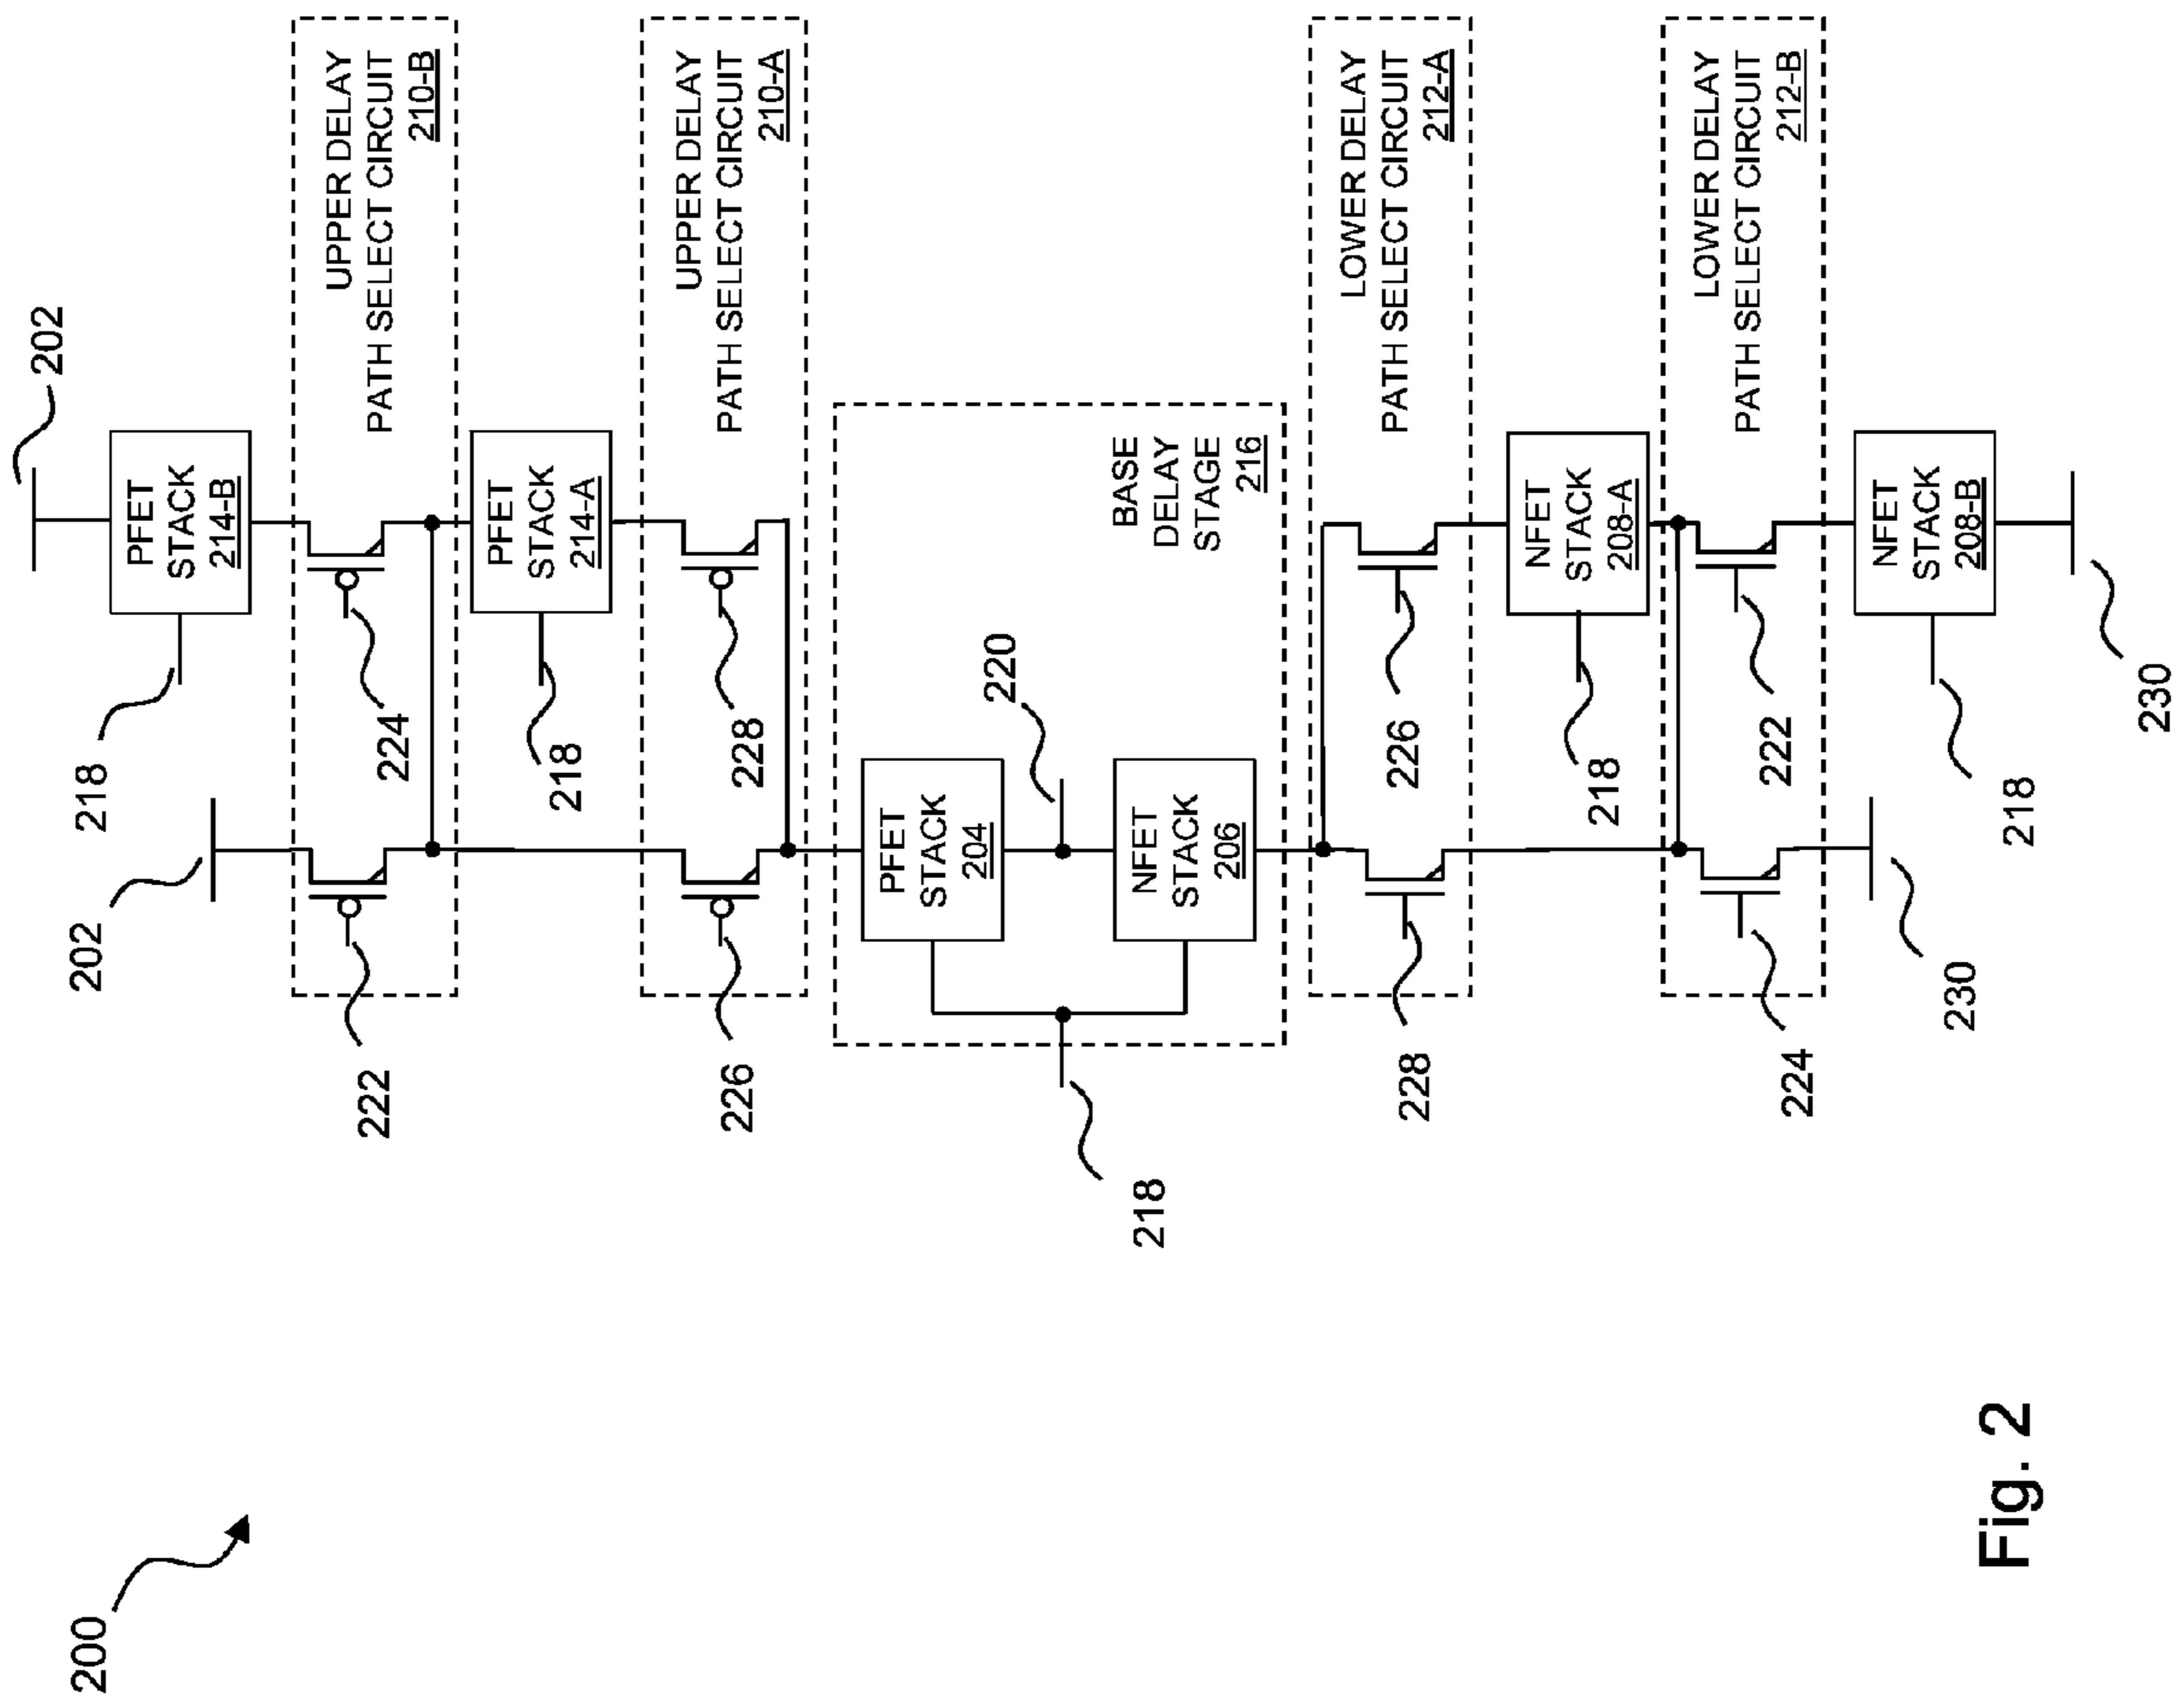 200
202
202
218
PFET
STACK
214-B
UPPER DELAY
PATH SELECT CIRCUIT
210-B
222
224
PFET
STACK
214-A
218
UPPER DELAY
PATH SELECT CIRCUIT
210-A
226
228
BASE
DELAY
STAGE
216
PFET
STACK
204
220
NFET
STACK
206
218
LOWER DELAY
PATH SELECT CIRCUIT
212-A
228
226
NFET
STACK
208-A
218
LOWER DELAY
PATH SELECT CIRCUIT
212-B
224
222
NFET
STACK
208-B
218
230
230
Fig. 2